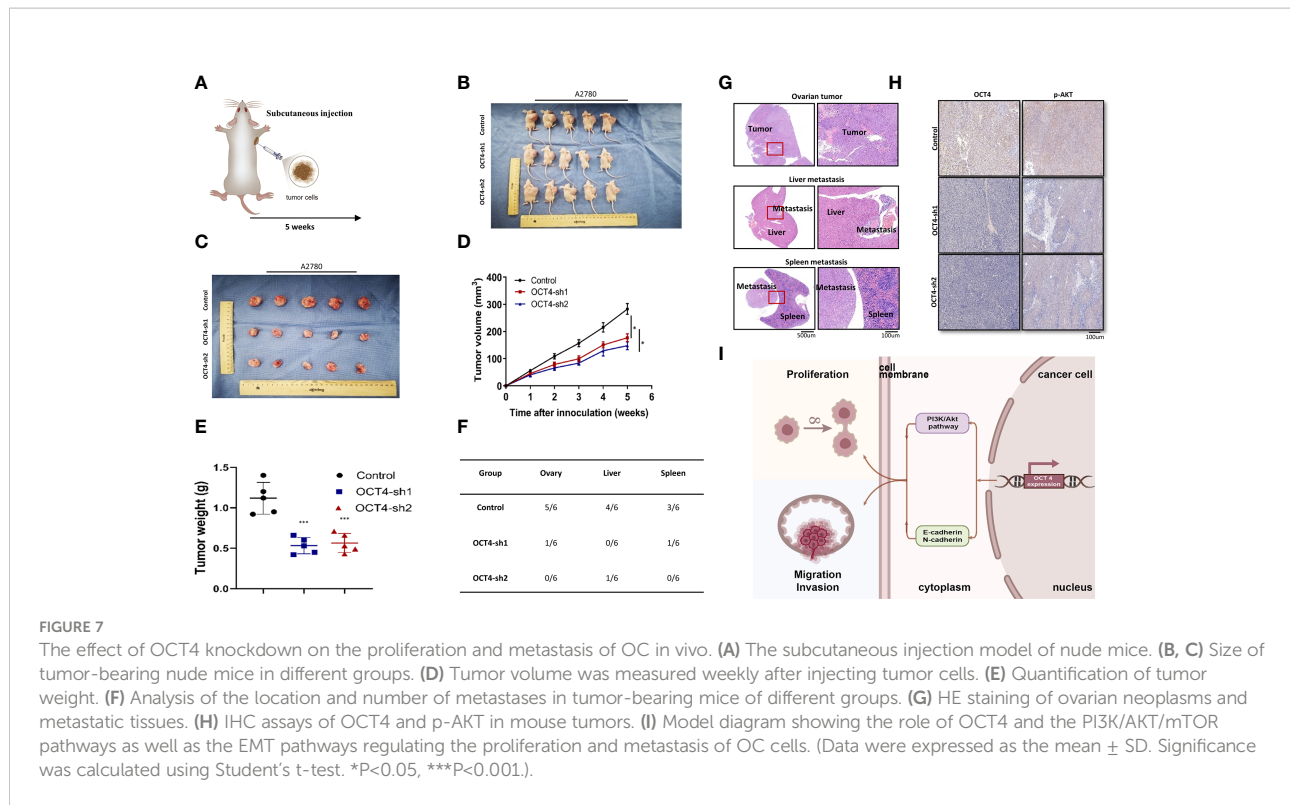 A
Subcutaneous injection
tumor cells
5 weeks
B
A2780
Control
OCT4-sh1
OCT4-sh2
C
A2780
Control
OCT4-sh1
OCT4-sh2
D
Tumor volume (mm³)
400
300
200
100
0
Control
OCT4-sh1
OCT4-sh2
*
*
0 1 2 3 4 5 6
Time after innoculation (weeks)
E
Tumor weight (g)
1.5
1.0
0.5
0.0
Control
OCT4-sh1
OCT4-sh2
***
***
F
Group Ovary Liver Spleen
Control 5/6 4/6 3/6
OCT4-sh1 1/6 0/6 1/6
OCT4-sh2 0/6 1/6 0/6
G
Ovarian tumor
Tumor
Tumor
Liver metastasis
Metastasis
Liver
Liver
Metastasis
Spleen metastasis
Metastasis
Spleen
Metastasis
Spleen
500um
100um
H
OCT4 p-AKT
Control
OCT4-sh1
OCT4-sh2
100um
I
Proliferation
∞
Migration
Invasion
cell
membrane
cancer cell
PI3K/Akt
pathway
OCT 4
expression
E-cadherin
N-cadherin
cytoplasm
nucleus
FIGURE 7
The effect of OCT4 knockdown on the proliferation and metastasis of OC in vivo. (A) The subcutaneous injection model of nude mice. (B, C) Size of
tumor-bearing nude mice in different groups. (D) Tumor volume was measured weekly after injecting tumor cells. (E) Quantification of tumor
weight. (F) Analysis of the location and number of metastases in tumor-bearing mice of different groups. (G) HE staining of ovarian neoplasms and
metastatic tissues. (H) IHC assays of OCT4 and p-AKT in mouse tumors. (I) Model diagram showing the role of OCT4 and the PI3K/AKT/mTOR
pathways as well as the EMT pathways regulating the proliferation and metastasis of OC cells. (Data were expressed as the mean ± SD. Significance
was calculated using Student's t-test. *P<0.05, ***P<0.001.).